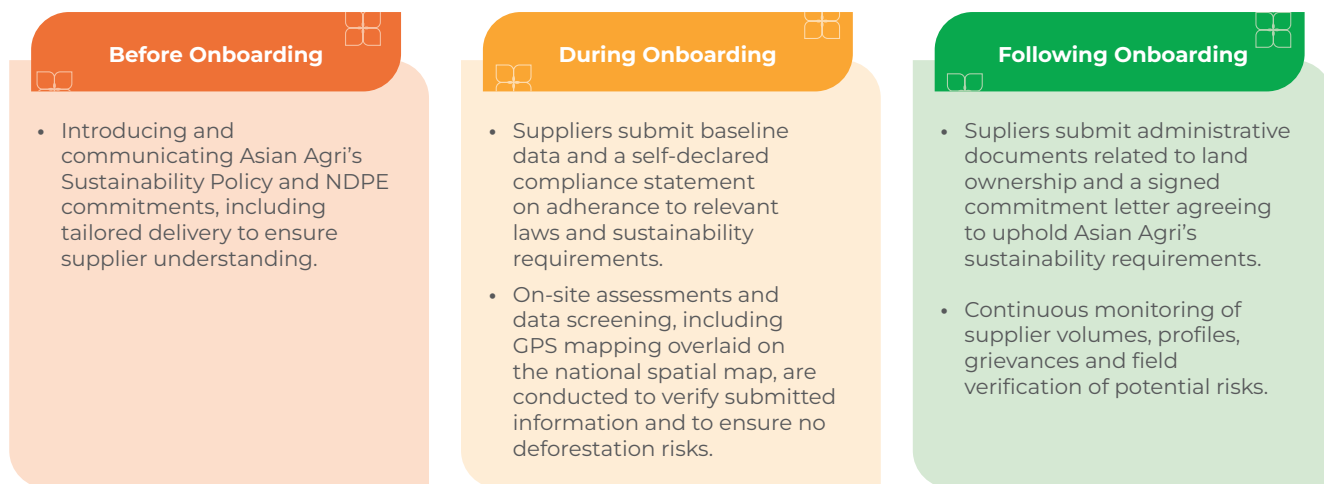 Before Onboarding
• Introducing and
communicating Asian Agri’s
Sustainability Policy and NDPE
commitments, including
tailored delivery to ensure
supplier understanding.
During Onboarding
• Suppliers submit baseline
data and a self-declared
compliance statement
on adherence to relevant
laws and sustainability
requirements.
• On-site assessments and
data screening, including
GPS mapping overlaid on
the national spatial map, are
conducted to verify submitted
information and to ensure no
deforestation risks.
Following Onboarding
• Supliers submit administrative
documents related to land
ownership and a signed
commitment letter agreeing
to uphold Asian Agri’s
sustainability requirements.
• Continuous monitoring of
supplier volumes, profiles,
grievances and field
verification of potential risks.